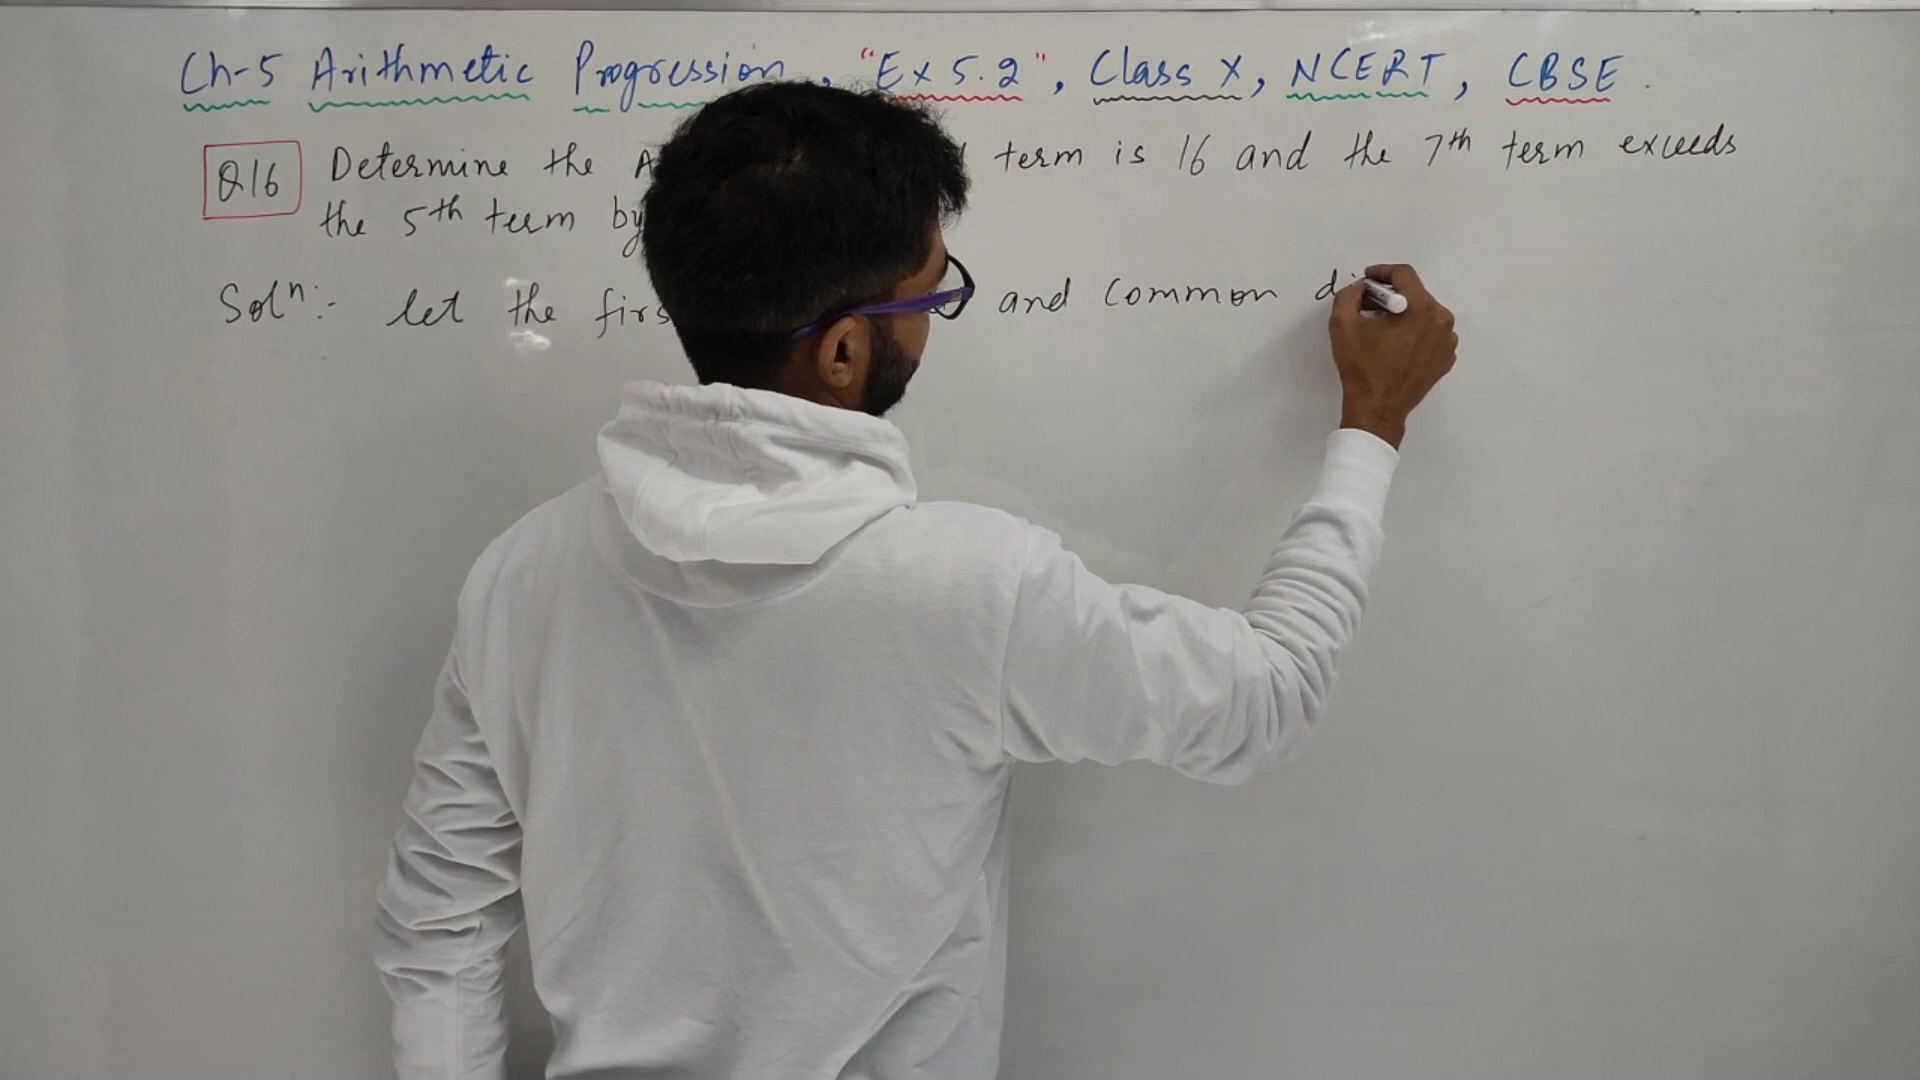 Ch-5 Arithmetic Progression, "Ex 5.2", Class X, NCERT, CBSE.
Q16 Determine the term is 16 and the 7th term exceeds
the 5th term by
Solⁿ:- let the and common